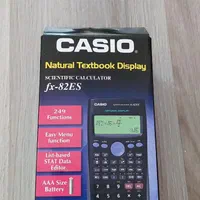 CASIO
Natural Textbook Display
SCIENTIFIC CALCULATOR
fx-82ES
249
Functions
Easy Menu
function
List-based
STAT Data
Editor
AAA Size
Battery
CASIO